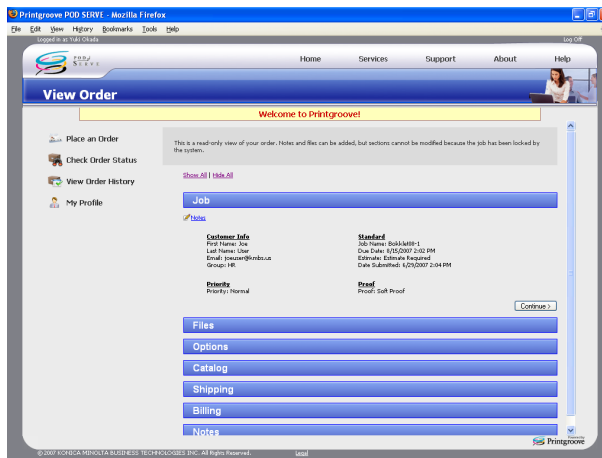 Printgroove POD SERVE - Mozilla Firefox
File Edit View History Bookmarks Tools Help
Logged in as Yuki Okada Log Off
POD
SERVE
Home Services Support About Help
View Order
Welcome to Printgroove!
Place an Order
Check Order Status
View Order History
My Profile
This is a read-only view of your order. Notes and files can be added, but sections cannot be modified because the job has been locked by
the system.
Show All | Hide All
Job
Notes
Customer Info
First Name: Joe
Last Name: User
Email: joeuser@kmbs.us
Group: HR
Standard
Job Name: Bokklet88-1
Due Date: 8/15/2007 2:02 PM
Estimate: Estimate Required
Date Submitted: 6/29/2007 2:04 PM
Priority
Priority: Normal
Proof
Proof: Soft Proof
Continue >
Files
Options
Catalog
Shipping
Billing
Notes
Powered by
Printgroove
© 2007 KONICA MINOLTA BUSINESS TECHNOLOGIES INC. All Rights Reserved. Legal